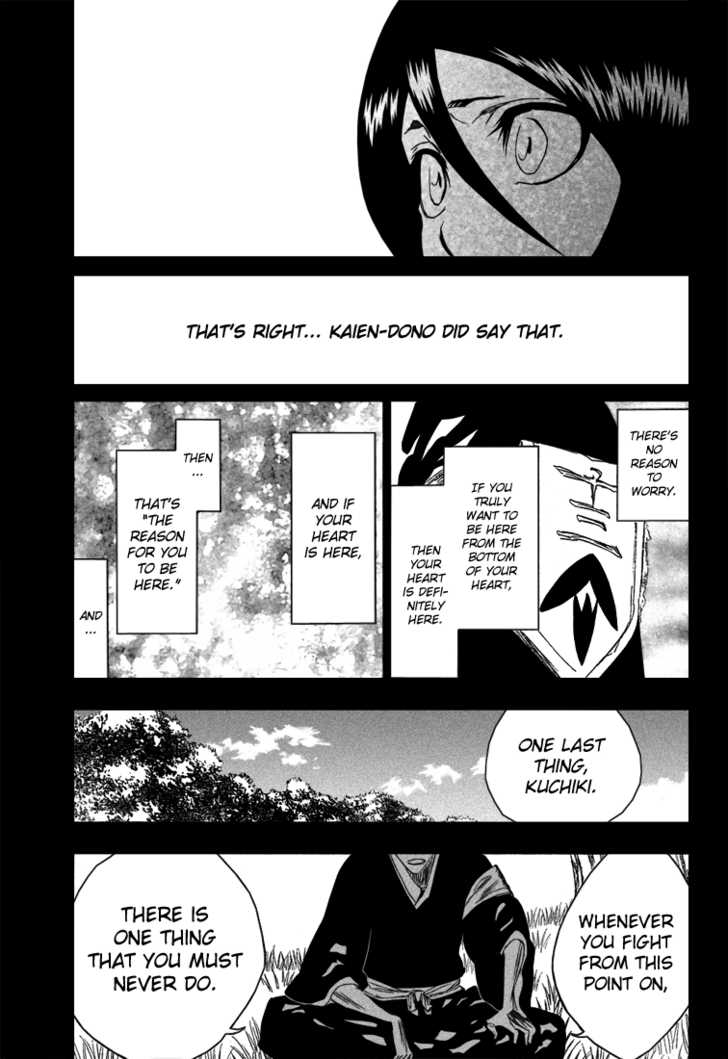 THAT'S RIGHT... KAIEN-DONO DID SAY THAT.
THERE'S
NO
REASON
TO
WORRY.
IF YOU
TRULY
WANT TO
BE HERE
FROM THE
BOTTOM
OF YOUR
HEART,
THEN
YOUR
HEART
IS DEFI-
NITELY
HERE.
AND IF
YOUR
HEART
IS HERE,
THEN
...
THAT'S
"THE
REASON
FOR YOU
TO BE
HERE."
AND
...
ONE LAST
THING,
KUCHIKI.
WHENEVER
YOU FIGHT
FROM THIS
POINT ON,
THERE IS
ONE THING
THAT YOU MUST
NEVER DO.